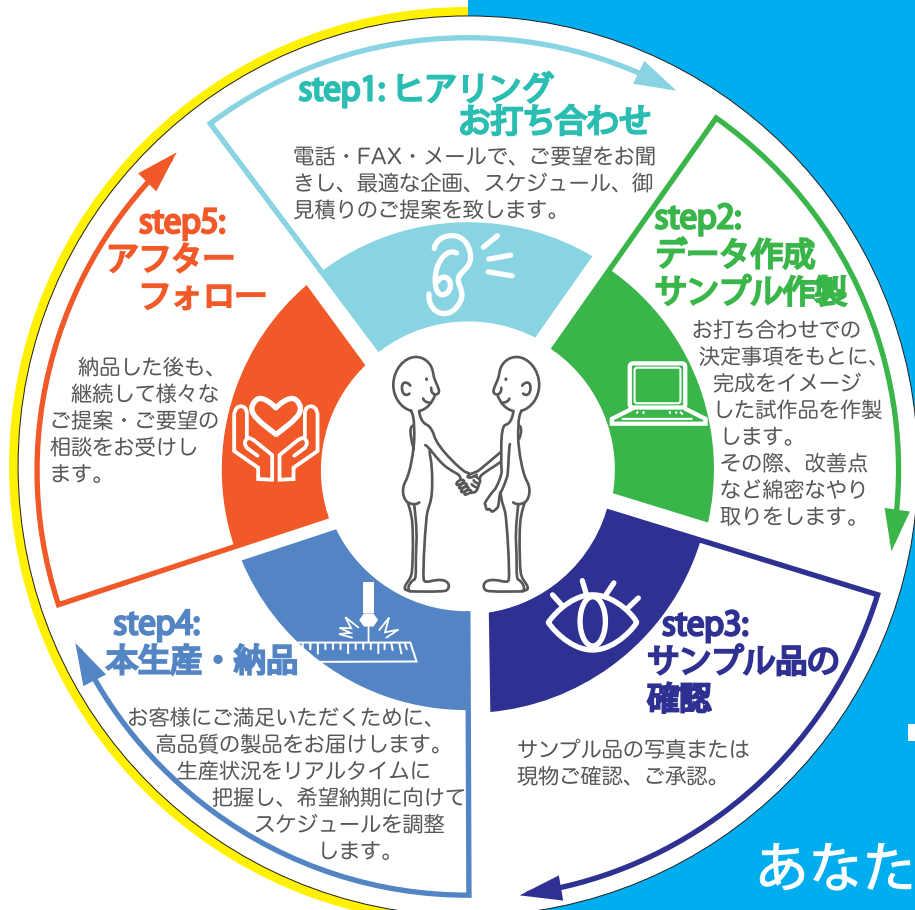 step1: ヒアリング
お打ち合わせ
電話・FAX・メールで、ご要望をお聞
きし、最適な企画、スケジュール、御
見積りのご提案を致します。
step2:
データ作成
サンプル作製
お打ち合わせでの
決定事項をもとに、
完成をイメージ
した試作品を作製
します。
その際、改善点
など綿密なやり
取りをします。
step3:
サンプル品の
確認
サンプル品の写真または
現物ご確認、ご承認。
step4:
本生産・納品
お客様にご満足いただくために、
高品質の製品をお届けします。
生産状況をリアルタイムに
把握し、希望納期に向けて
スケジュールを調整
します。
step5:
アフター
フォロー
納品した後も、
継続して様々な
ご提案・ご要望の
相談をお受けし
ます。
あなた